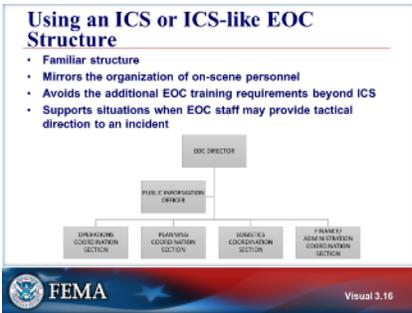 Using an ICS or ICS-like EOC
Structure
• Familiar structure
• Mirrors the organization of on-scene personnel
• Avoids the additional EOC training requirements beyond ICS
• Supports situations when EOC staff may provide tactical
direction to an incident
EOC DIRECTOR
PUBLIC INFORMATION
OFFICER
OPERATIONS
COORDINATION
SECTION
PLANNING
COORDINATION
SECTION
LOGISTICS
COORDINATION
SECTION
FINANCE/
ADMINISTRATION
COORDINATION
SECTION
FEMA
Visual 3.16